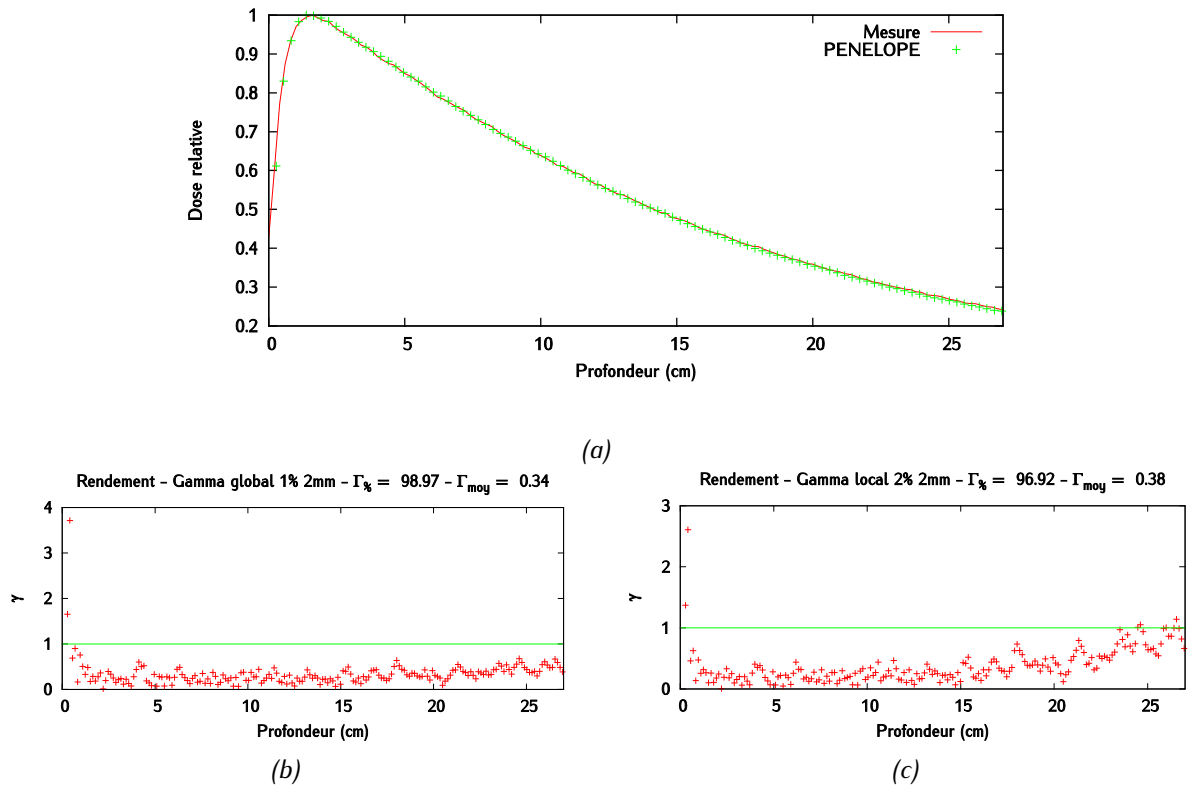 1
0.9
0.8
0.7
0.6
0.5
0.4
0.3
0.2
Dose relative
Mesure
PENELOPE
0 5 10 15 20 25
Profondeur (cm)
(a)
Rendement - Gamma global 1% 2mm - Γ% = 98.97 - Γmoy = 0.34
4
3
2
1
0
γ
0 5 10 15 20 25
Profondeur (cm)
(b)
Rendement - Gamma local 2% 2mm - Γ% = 96.92 - Γmoy = 0.38
3
2
1
0
γ
0 5 10 15 20 25
Profondeur (cm)
(c)